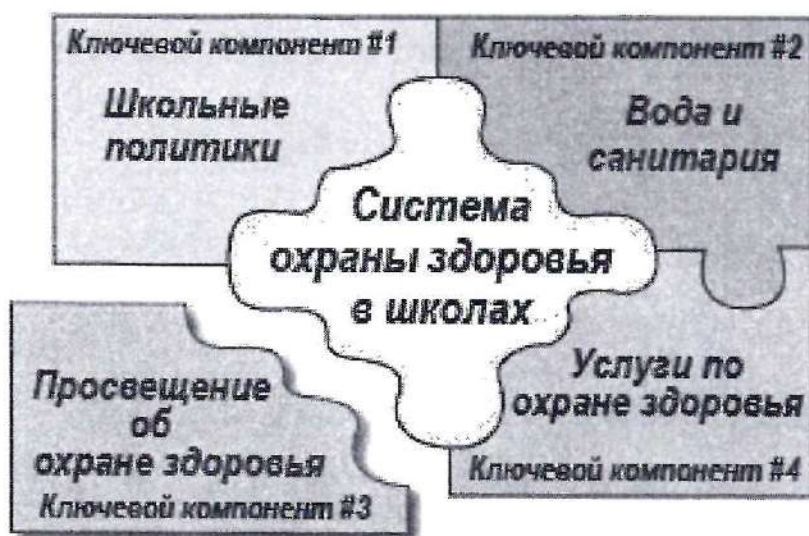 Ключевой компонент #1
Школьные
политики
Ключевой компонент #2
Вода и
санитария
Система
охраны здоровья
в школах
Просвещение
об
охране здоровья
Ключевой компонент #3
Услуги по
охране здоровья
Ключевой компонент #4